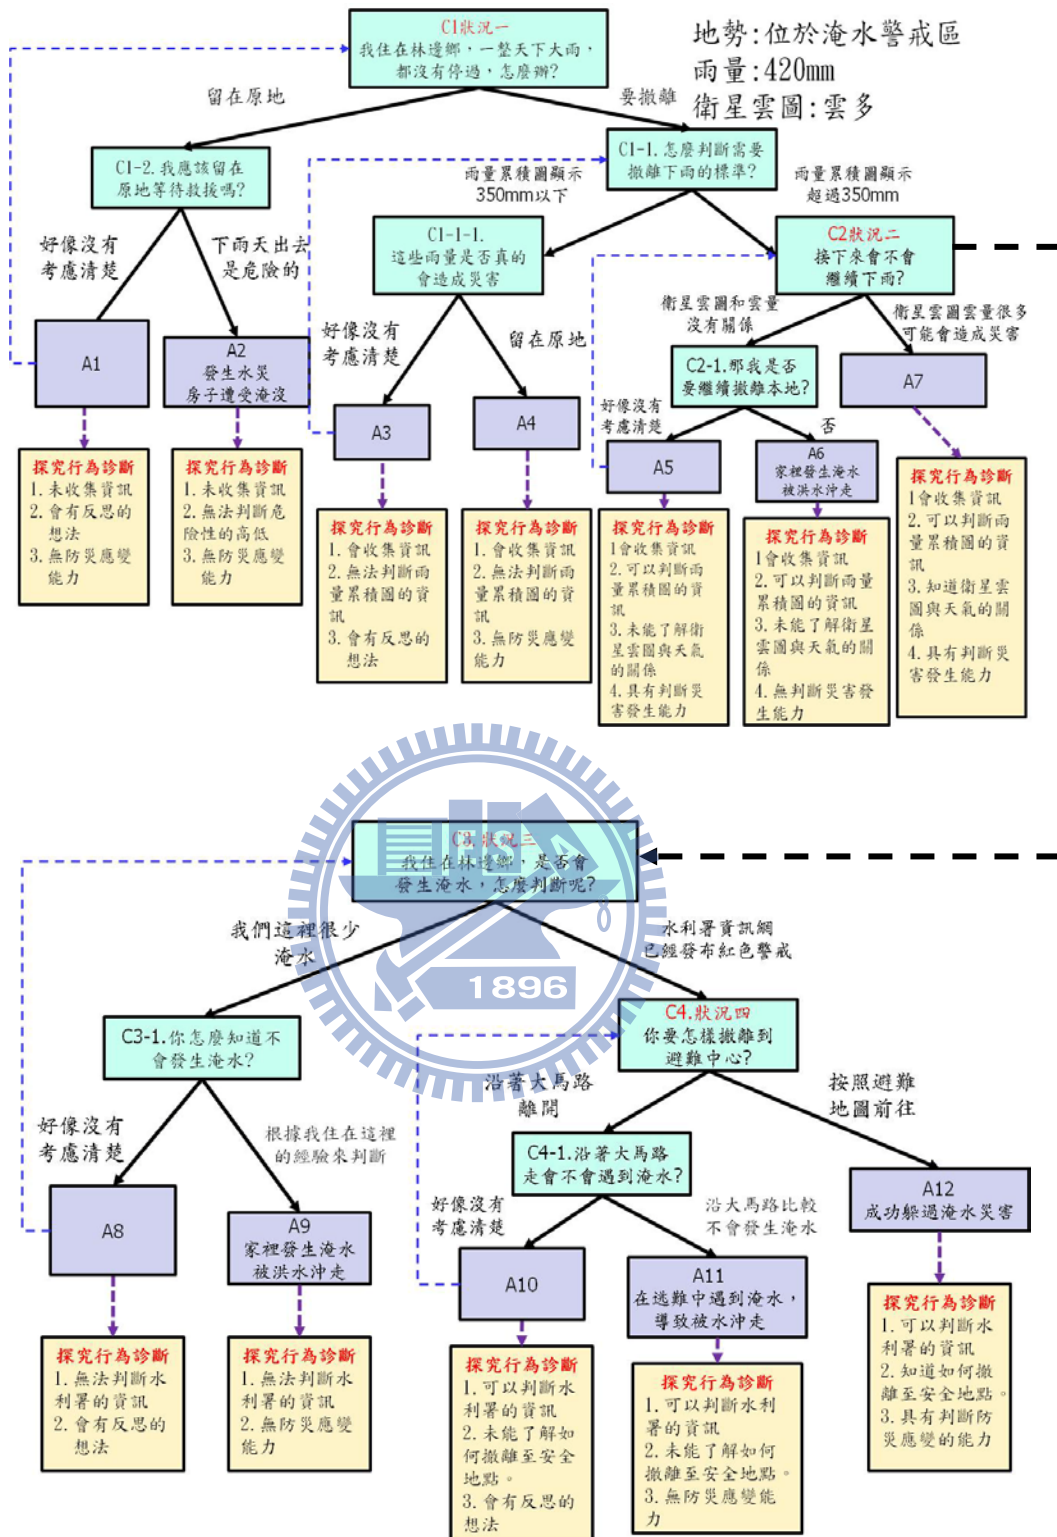 C1狀況一
我住在林邊鄉，一整天下大雨，
都沒有停過，怎麼辦?
地勢:位於淹水警戒區
雨量:420mm
衛星雲圖:雲多
留在原地
要撤離
C1-2.我應該留在
原地等待救援嗎?
C1-1.怎麼判斷需要
撤離下雨的標準?
雨量累積圖顯示
350mm以下
雨量累積圖顯示
超過350mm
好像沒有
考慮清楚
下雨天出去
是危險的
C1-1-1.
這些雨量是否真的
會造成災害
C2狀況二
接下來會不會
繼續下雨?
A1
A2
發生水災
房子遭受淹沒
好像沒有
考慮清楚
留在原地
衛星雲圖和雲量
沒有關係
衛星雲圖雲量很多
可能會造成災害
C2-1.那我是否
要繼續撤離本地?
A7
A3
A4
好像沒有
考慮清楚
否
A5
A6
家裡發生淹水
被洪水沖走
探究行為診斷
1.未收集資訊
2.會有反思的
想法
3.無防災應變
能力
探究行為診斷
1.未收集資訊
2.無法判斷危
險性的高低
3.無防災應變
能力
探究行為診斷
1.會收集資訊
2.無法判斷雨
量累積圖的資
訊
3.會有反思的
想法
探究行為診斷
1.會收集資訊
2.無法判斷雨
量累積圖的資
訊
3.無防災應變
能力
探究行為診斷
1會收集資訊
2.可以判斷雨
量累積圖的資
訊
3.未能了解衛
星雲圖與天氣
的關係
4.具有判斷災
害發生能力
探究行為診斷
1會收集資訊
2.可以判斷雨量
累積圖的資訊
3.未能了解衛星
雲圖與天氣的關
係
4.無判斷災害發
生能力
探究行為診斷
1會收集資訊
2.可以判斷雨
量累積圖的資
訊
3.知道衛星雲
圖與天氣的關
係
4.具有判斷災
害發生能力
C3.狀況三
我住在林邊鄉，是否會
發生淹水，怎麼判斷呢?
ES A
1896
我們這裡很少
淹水
水利署資訊網
已經發布紅色警戒
C3-1.你怎麼知道不
會發生淹水?
C4.狀況四
你要怎樣撤離到
避難中心?
好像沒有
考慮清楚
根據我住在這裡
的經驗來判斷
沿著大馬路
離開
按照避難
地圖前往
C4-1.沿著大馬路
走會不會遇到淹水?
A8
A9
家裡發生淹水
被洪水沖走
好像沒有
考慮清楚
沿大馬路比較
不會發生淹水
A12
成功躲過淹水災害
A10
A11
在逃難中遇到淹水，
導致被水沖走
探究行為診斷
1.無法判斷水
利署的資訊
2.會有反思的
想法
探究行為診斷
1.無法判斷水
利署的資訊
2.無防災應變
能力
探究行為診斷
1.可以判斷水
利署的資訊
2.未能了解如
何撤離至安全
地點。
3.會有反思的
想法
探究行為診斷
1.可以判斷水利
署的資訊
2.未能了解如何
撤離至安全地點。
3.無防災應變能
力
探究行為診斷
1.可以判斷水
利署的資訊
2.知道如何撤
離至安全地點。
3.具有判斷防
災應變的能力